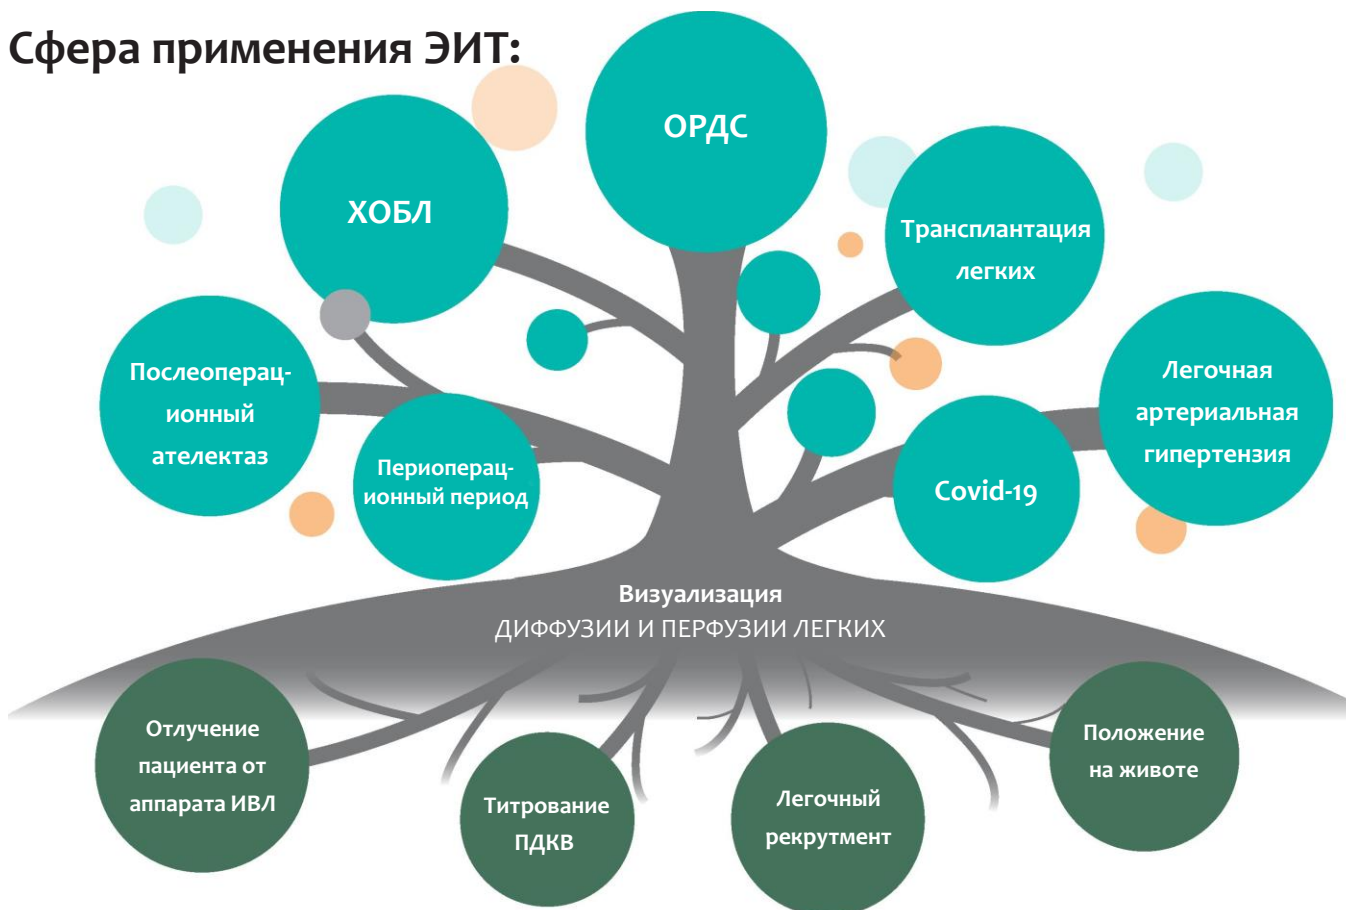 Сфера применения ЭИТ:
ОРДС
ХОБЛ
Трансплантация
легких
Послеоперац-
ионный
ателектаз
Легочная
артериальная
гипертензия
Периоперац-
ионный период
Covid-19
Визуализация
ДИФФУЗИИ И ПЕРФУЗИИ ЛЕГКИХ
Отлучение
пациента от
аппарата ИВЛ
Титрование
ПДКВ
Легочный
рекрутмент
Положение
на животе